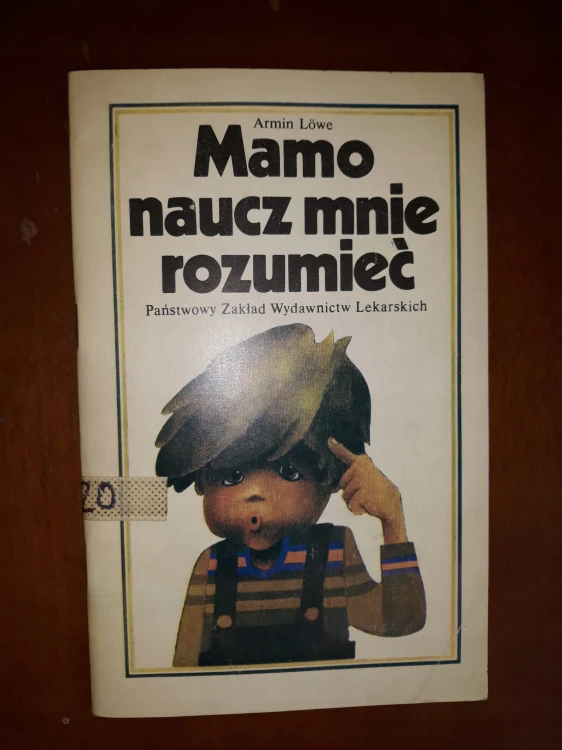 Armin Löwe
Mamo
naucz mnie
rozumieć
Państwowy Zakład Wydawnictw Lekarskich
20